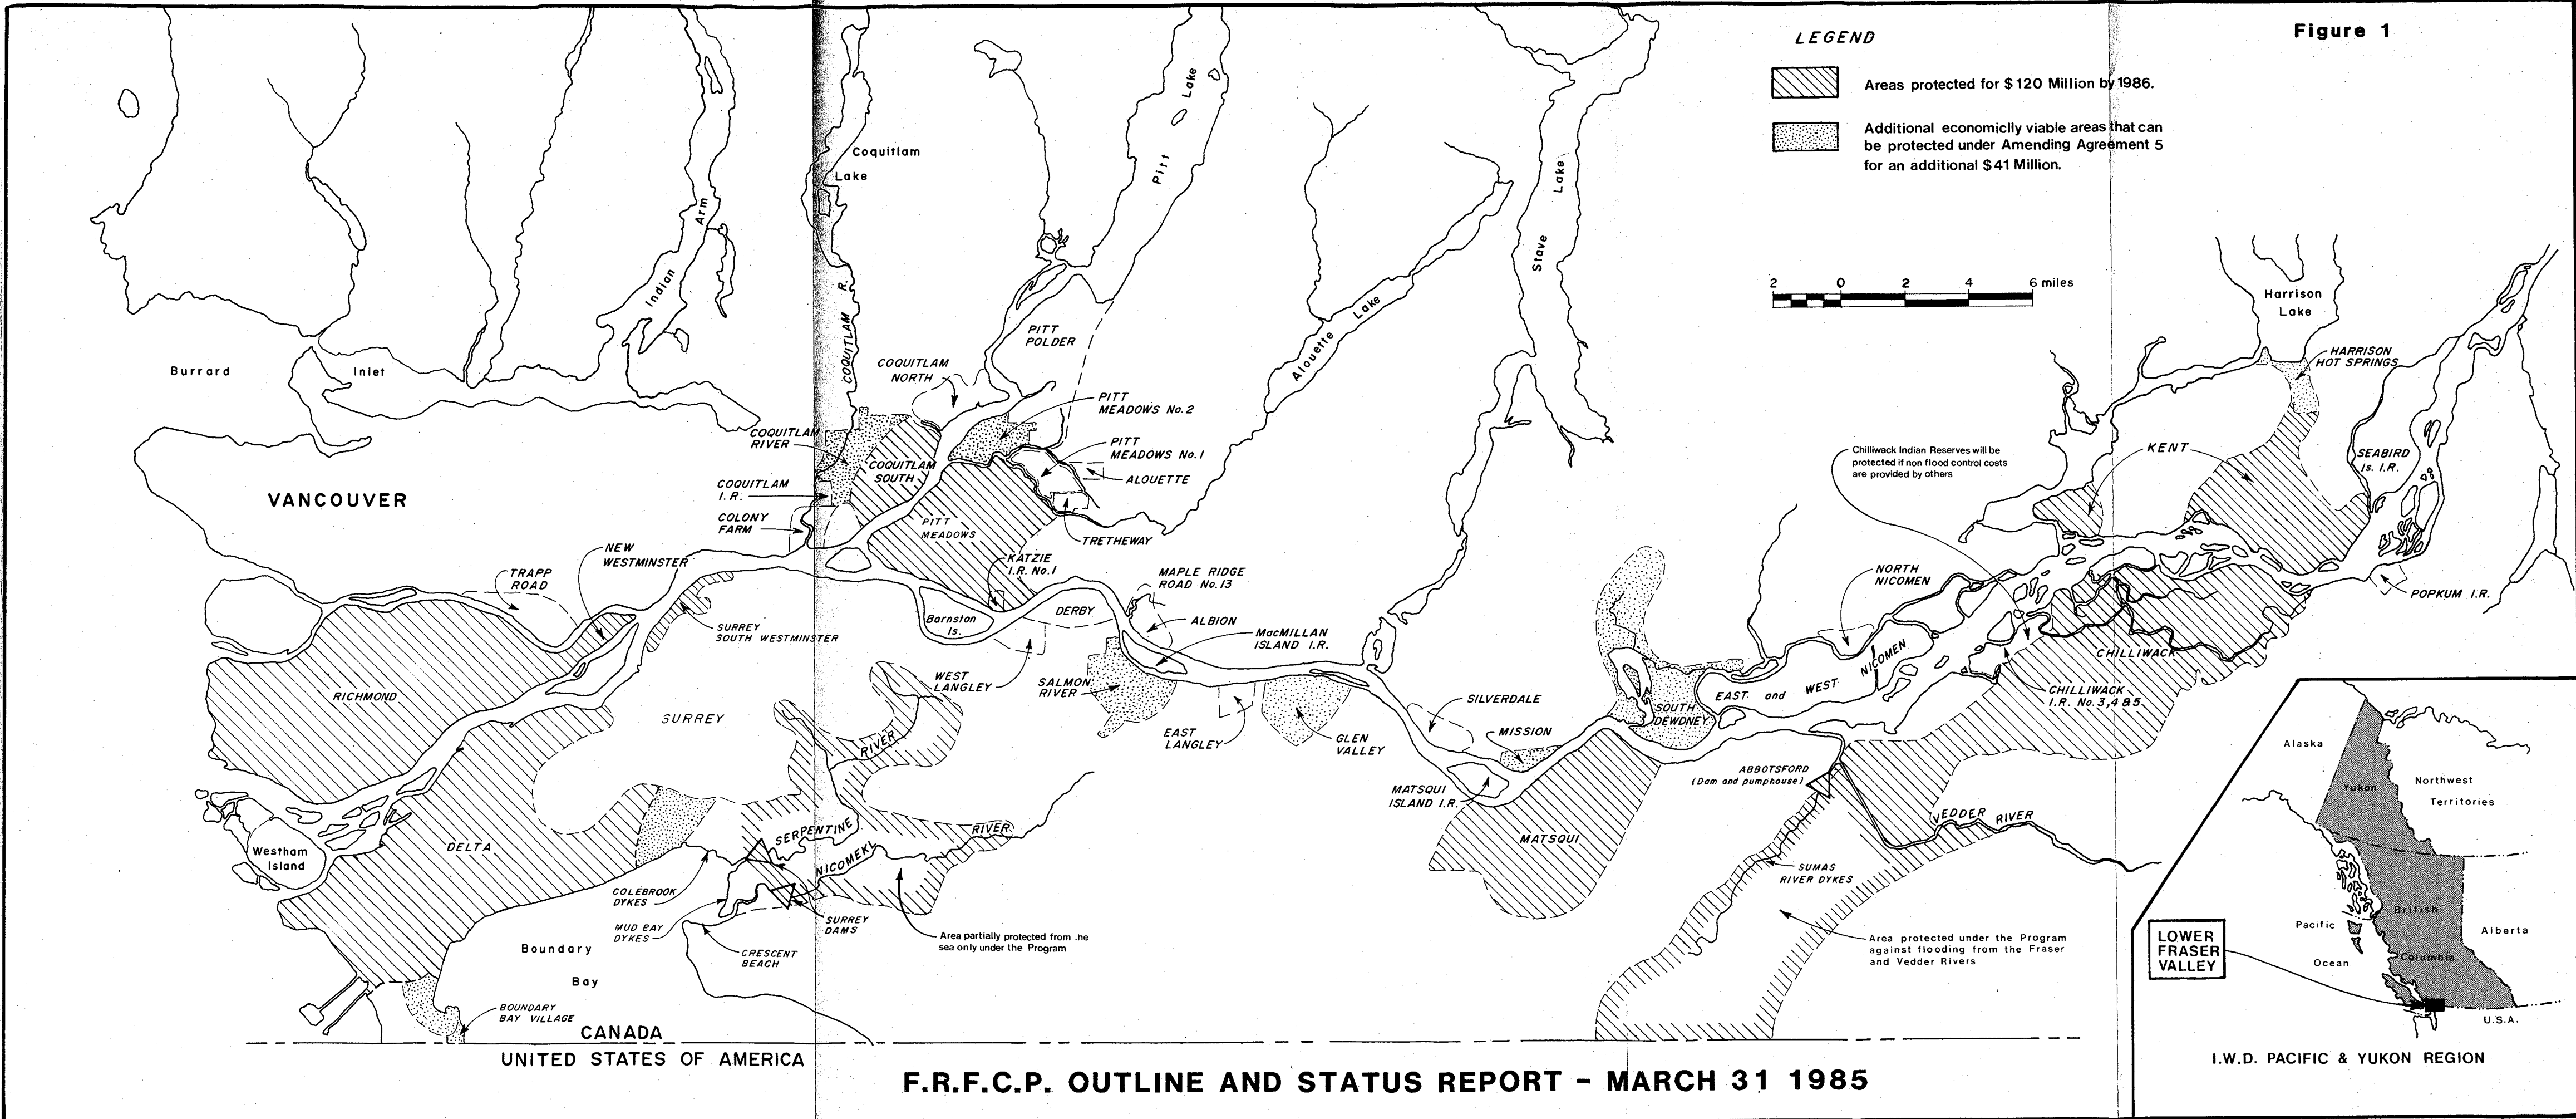 Figure 1
LEGEND
Areas protected for $120 Million by 1986.
Additional economiclly viable areas that can
be protected under Amending Agreement 5
for an additional $41 Million.
2 0 2 4 6 miles
Coquitlam
Lake
Pitt
Lake
Stave
Lake
Indian
Arm
COQUITLAM R.
Alouette
Lake
Harrison
Lake
PITT
POLDER
Burrard
Inlet
COQUITLAM
NORTH
HARRISON
HOT SPRINGS
PITT
MEADOWS No.2
COQUITLAM
RIVER
PITT
MEADOWS No.1
COQUITLAM
SOUTH
ALOUETTE
COQUITLAM
I.R.
VANCOUVER
COLONY
FARM
PITT
MEADOWS
TRETHEWAY
KENT
SEABIRD
Is. I.R.
Chilliwack Indian Reserves will be
protected if non flood control costs
are provided by others
NEW
WESTMINSTER
TRAPP
ROAD
KATZIE
I.R. No.1
MAPLE RIDGE
ROAD No.13
NORTH
NICOMEN
POPKUM I.R.
Barnston
Is.
DERBY
ALBION
SURREY
SOUTH WESTMINSTER
MacMILLAN
ISLAND I.R.
CHILLIWACK
RICHMOND
WEST
LANGLEY
SALMON
RIVER
EAST and WEST NICOMEN
CHILLIWACK
I.R. No.3,4 & 5
SURREY
SILVERDALE
SOUTH
DEWDNEY
EAST
LANGLEY
GLEN
VALLEY
MISSION
RIVER
ABBOTSFORD
(Dam and pumphouse)
MATSQUI
ISLAND I.R.
VEDDER RIVER
SERPENTINE
RIVER
MATSQUI
Westham
Island
DELTA
NICOMEKL
SUMAS
RIVER DYKES
COLEBROOK
DYKES
MUD BAY
DYKES
SURREY
DAMS
Area partially protected from he
sea only under the Program
Area protected under the Program
against flooding from the Fraser
and Vedder Rivers
Boundary
Bay
CRESCENT
BEACH
BOUNDARY
BAY VILLAGE
CANADA
UNITED STATES OF AMERICA
F.R.F.C.P. OUTLINE AND STATUS REPORT - MARCH 31 1985
Alaska
Yukon
Northwest
Territories
Pacific
Ocean
British
Columbia
Alberta
LOWER
FRASER
VALLEY
U.S.A.
I.W.D. PACIFIC & YUKON REGION